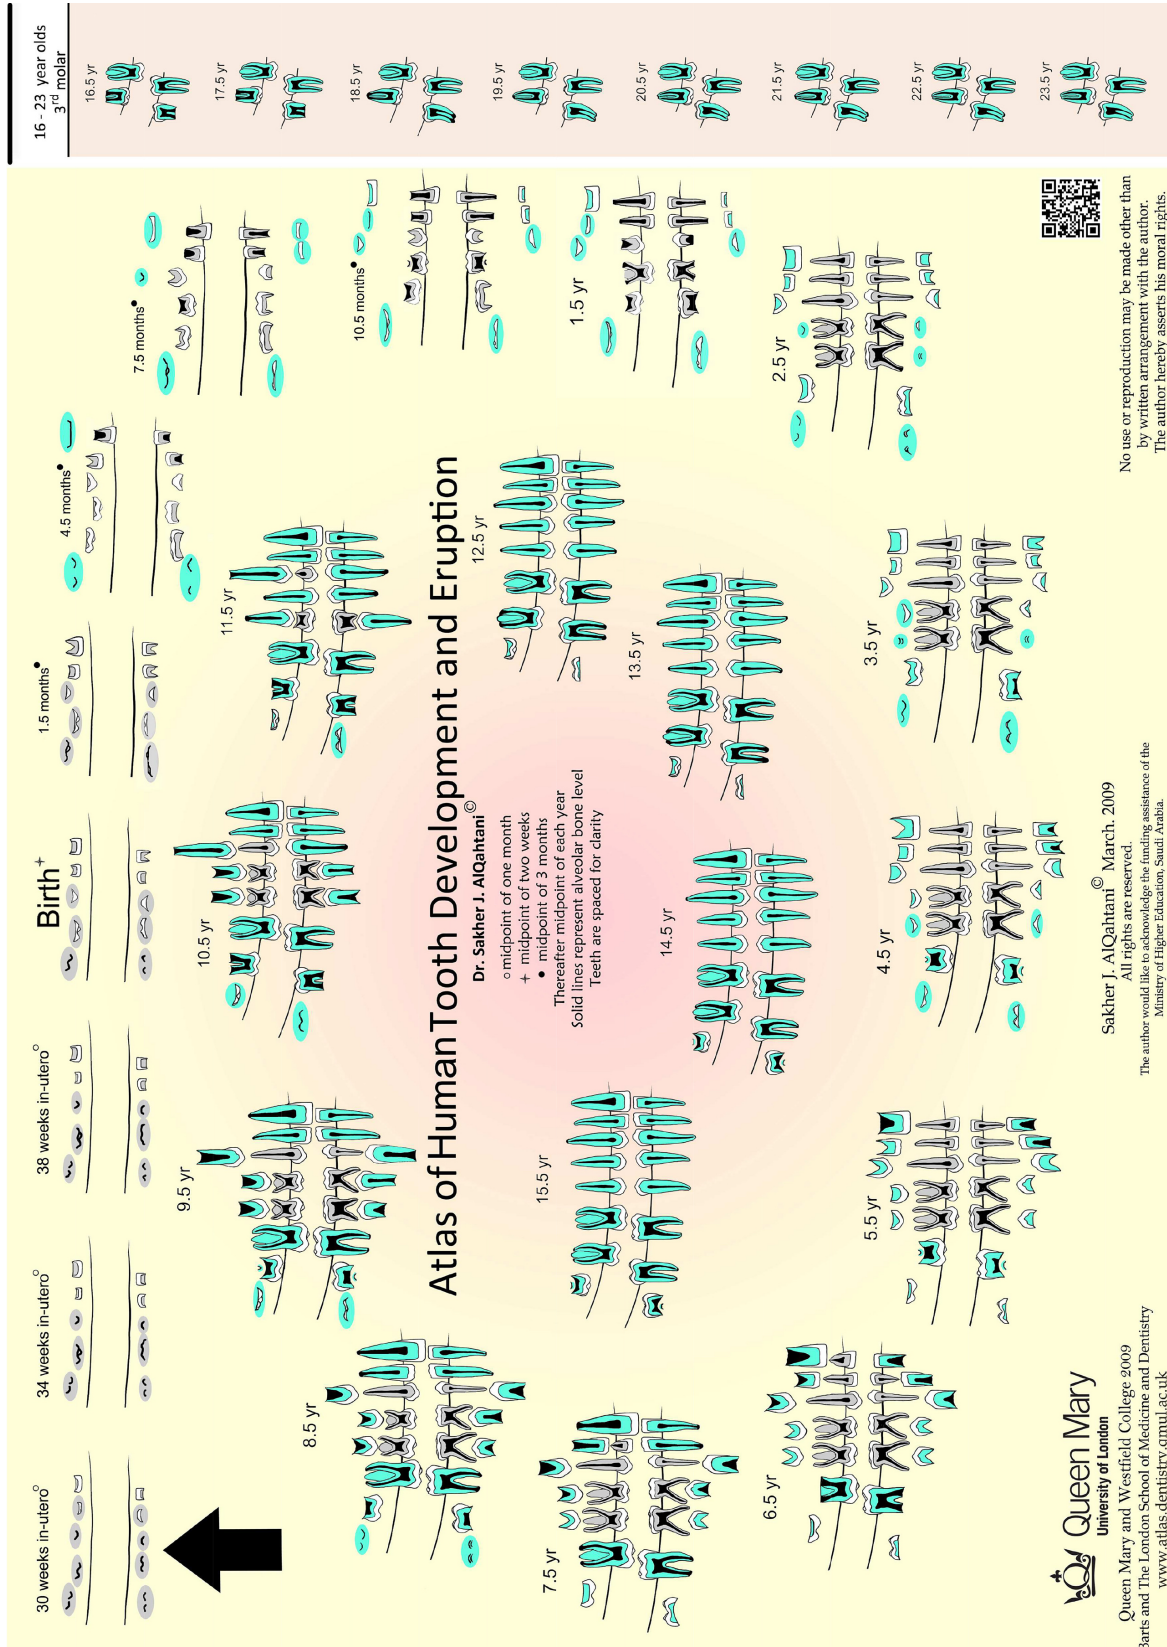 Atlas of Human Tooth Development and Eruption
Dr. Sakher J. AlQahtani©
○ midpoint of one month
+ midpoint of two weeks
● midpoint of 3 months
Thereafter midpoint of each year
Solid lines represent alveolar bone level
Teeth are spaced for clarity
30 weeks in-utero○
34 weeks in-utero○
38 weeks in-utero○
Birth+
1.5 months●
4.5 months●
7.5 months●
10.5 months●
1.5 yr
2.5 yr
3.5 yr
4.5 yr
5.5 yr
6.5 yr
7.5 yr
8.5 yr
9.5 yr
10.5 yr
11.5 yr
12.5 yr
13.5 yr
14.5 yr
15.5 yr
16 - 23 year olds
3rd molar
16.5 yr
17.5 yr
18.5 yr
19.5 yr
20.5 yr
21.5 yr
22.5 yr
23.5 yr
Queen Mary
University of London
Queen Mary and Westfield College 2009
Barts and The London School of Medicine and Dentistry
www.atlas.dentistry.qmul.ac.uk
Sakher J. AlQahtani© March. 2009
All rights are reserved.
The author would like to acknowledge the funding assistance of the
Ministry of Higher Education, Saudi Arabia.
No use or reproduction may be made other than
by written arrangement with the author.
The author hereby asserts his moral rights.